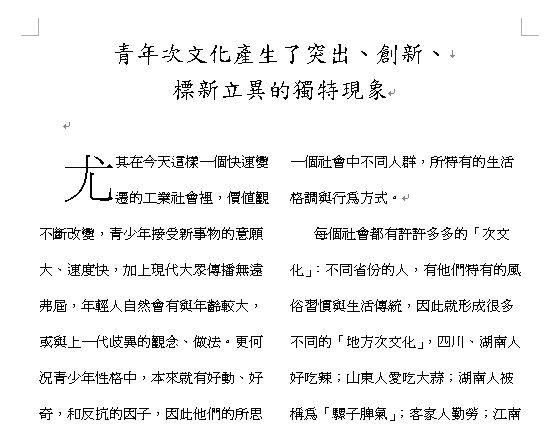 青年次文化產生了突出、創新、
標新立異的獨特現象
尤其在今天這樣一個快速變
遷的工業社會裡，價值觀
不斷改變，青少年接受新事物的意願
大、速度快，加上現代大眾傳播無遠
弗屆，年輕人自然會有與年齡較大，
或與上一代歧異的觀念、做法。更何
況青少年性格中，本來就有好動、好
奇，和反抗的因子，因此他們的所思
一個社會中不同人群，所特有的生活
格調與行為方式。
每個社會都有許許多多的「次文
化」：不同省份的人，有他們特有的風
俗習慣與生活傳統，因此就形成很多
不同的「地方次文化」，四川、湖南人
好吃辣；山東人愛吃大蒜；湖南人被
稱為「騾子脾氣」；客家人勤勞；江南